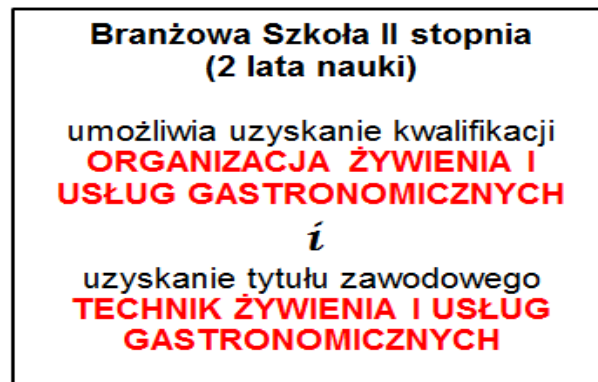 Branżowa Szkoła II stopnia
(2 lata nauki)
umożliwia uzyskanie kwalifikacji
ORGANIZACJA ŻYWIENIA I
USŁUG GASTRONOMICZNYCH
i
uzyskanie tytułu zawodowego
TECHNIK ŻYWIENIA I USŁUG
GASTRONOMICZNYCH